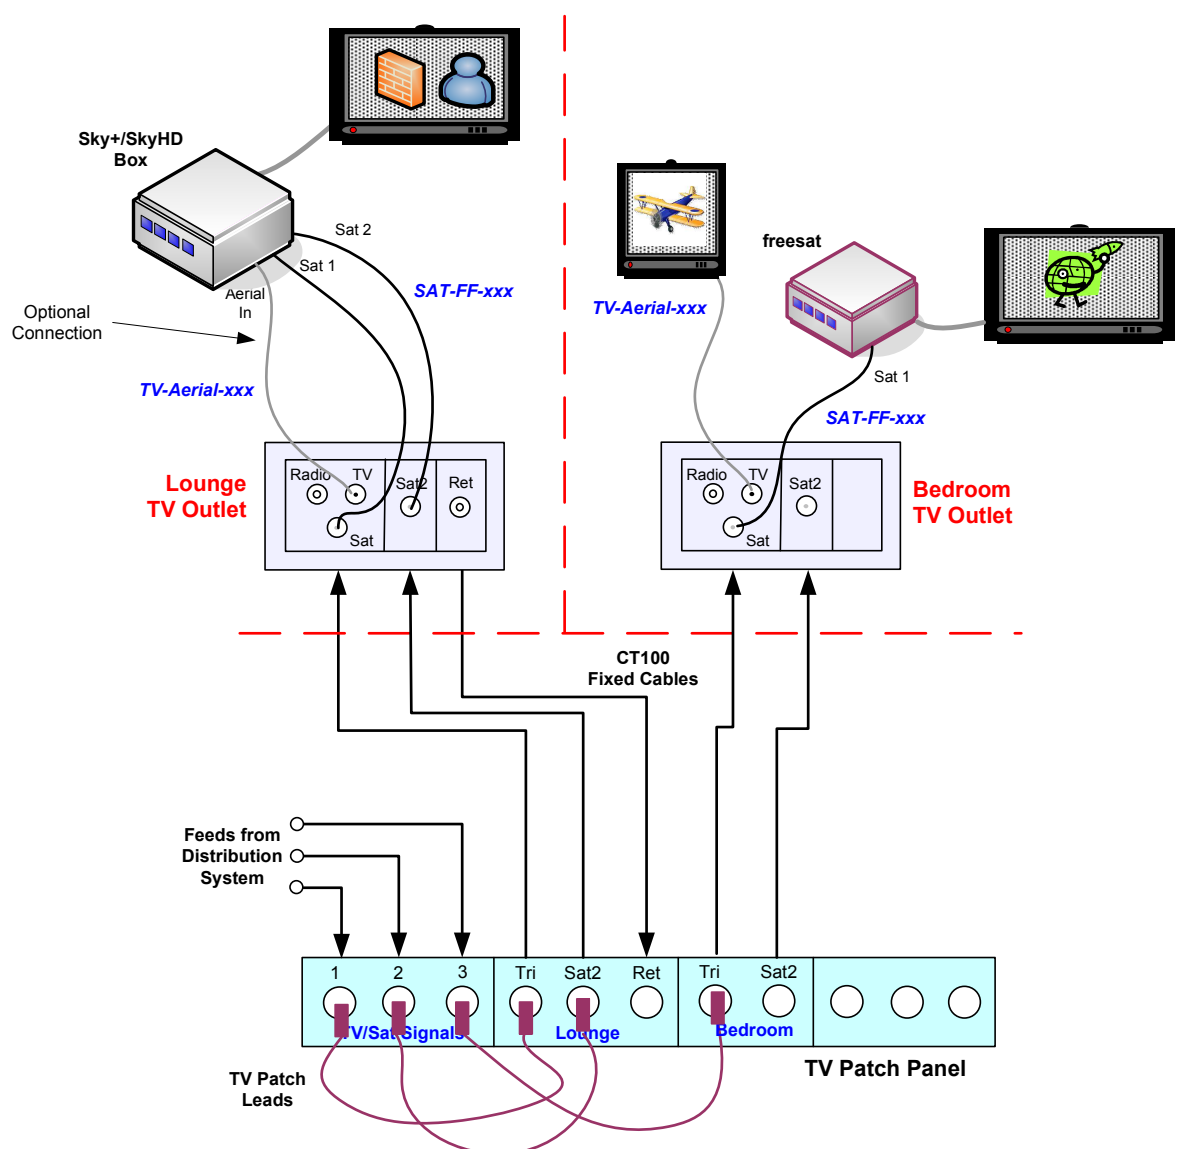 Sky+/SkyHD
Box
Sat 2
Sat 1
SAT-FF-xxx
Aerial
In
Optional
Connection
TV-Aerial-xxx
freesat
TV-Aerial-xxx
Sat 1
SAT-FF-xxx
Lounge
TV Outlet
Radio TV
Sat2
Ret
Sat
Radio TV
Sat2
Sat
Bedroom
TV Outlet
CT100
Fixed Cables
Feeds from
Distribution
System
1 2 3 Tri Sat2 Ret Tri Sat2
TV/Sat Signals Lounge Bedroom
TV Patch Panel
TV Patch
Leads